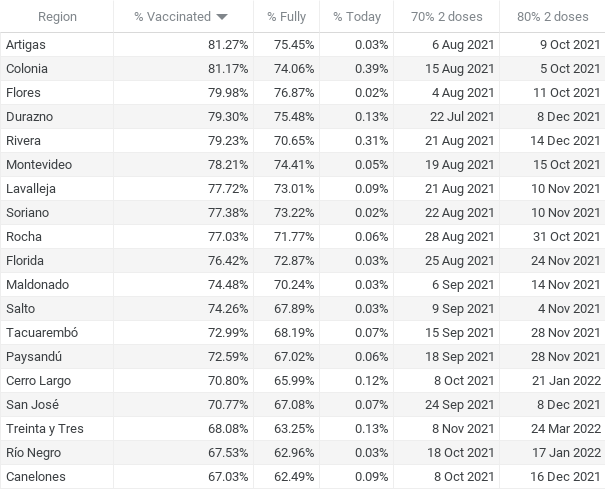 Region % Vaccinated % Fully % Today 70% 2 doses 80% 2 doses
Artigas 81.27% 75.45% 0.03% 6 Aug 2021 9 Oct 2021
Colonia 81.17% 74.06% 0.39% 15 Aug 2021 5 Oct 2021
Flores 79.98% 76.87% 0.02% 4 Aug 2021 11 Oct 2021
Durazno 79.30% 75.48% 0.13% 22 Jul 2021 8 Dec 2021
Rivera 79.23% 70.65% 0.31% 21 Aug 2021 14 Dec 2021
Montevideo 78.21% 74.41% 0.05% 19 Aug 2021 15 Oct 2021
Lavalleja 77.72% 73.01% 0.09% 21 Aug 2021 10 Nov 2021
Soriano 77.38% 73.22% 0.02% 22 Aug 2021 10 Nov 2021
Rocha 77.03% 71.77% 0.06% 28 Aug 2021 31 Oct 2021
Florida 76.42% 72.87% 0.03% 25 Aug 2021 24 Nov 2021
Maldonado 74.48% 70.24% 0.03% 6 Sep 2021 14 Nov 2021
Salto 74.26% 67.89% 0.03% 9 Sep 2021 4 Nov 2021
Tacuarembó 72.99% 68.19% 0.07% 15 Sep 2021 28 Nov 2021
Paysandú 72.59% 67.02% 0.06% 18 Sep 2021 28 Nov 2021
Cerro Largo 70.80% 65.99% 0.12% 8 Oct 2021 21 Jan 2022
San José 70.77% 67.08% 0.07% 24 Sep 2021 8 Dec 2021
Treinta y Tres 68.08% 63.25% 0.13% 8 Nov 2021 24 Mar 2022
Río Negro 67.53% 62.96% 0.03% 18 Oct 2021 17 Jan 2022
Canelones 67.03% 62.49% 0.09% 8 Oct 2021 16 Dec 2021